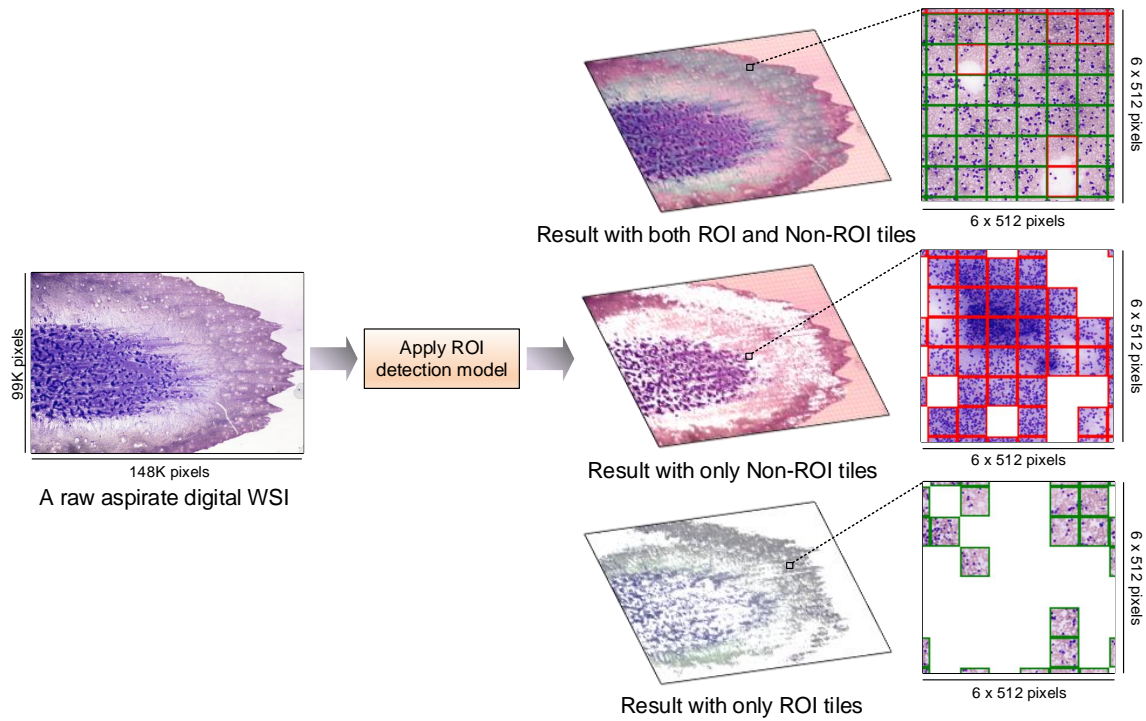 6 x 512 pixels
6 x 512 pixels
Result with both ROI and Non-ROI tiles
99K pixels
148K pixels
A raw aspirate digital WSI
Apply ROI
detection model
6 x 512 pixels
6 x 512 pixels
Result with only Non-ROI tiles
6 x 512 pixels
6 x 512 pixels
Result with only ROI tiles